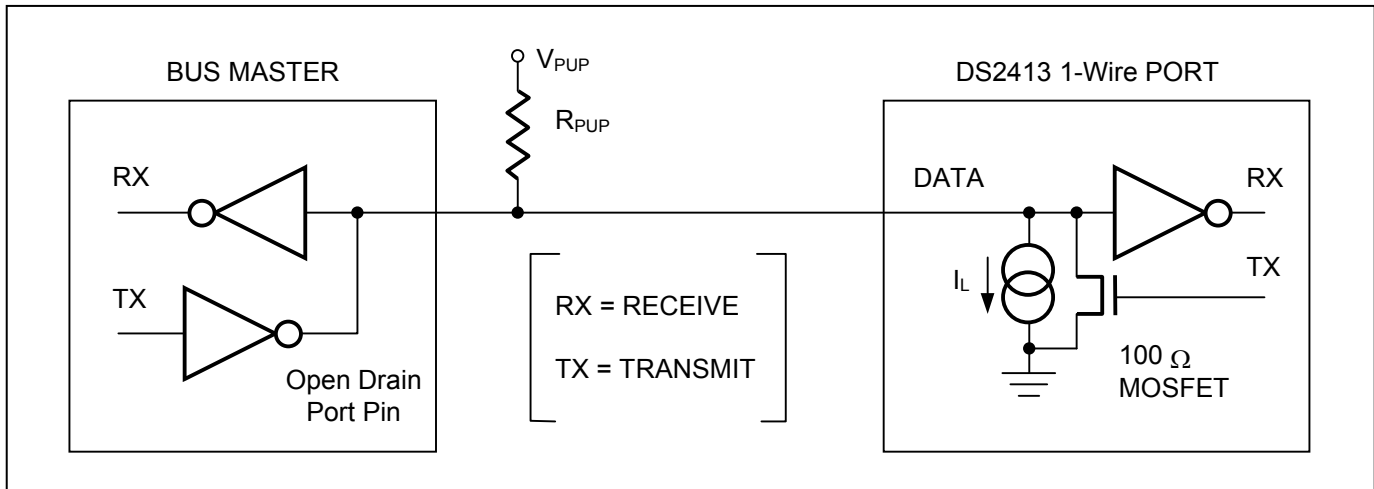 BUS MASTER
RX
TX
Open Drain
Port Pin
VPUP
RPUP
RX = RECEIVE
TX = TRANSMIT
DS2413 1-Wire PORT
DATA
RX
TX
IL
100 Ω
MOSFET